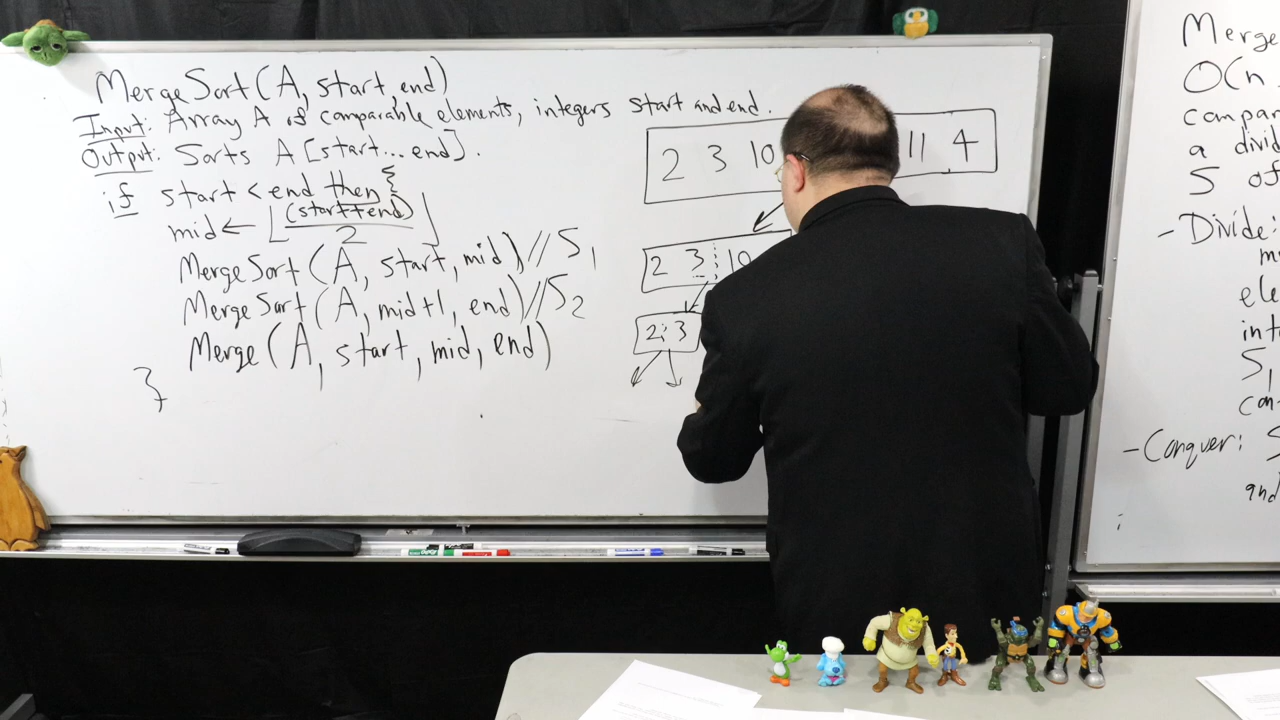 MergeSort(A, start, end)
Input: Array A of comparable elements, integers start and end.
Output: Sorts A[start...end].
if start < end then {
mid ← ⌊(start+end)/2⌋
MergeSort(A, start, mid)//S₁
MergeSort(A, mid+1, end)//S₂
Merge(A, start, mid, end)
}
2 3 10 11 4
2 3 10
2 3
Merge
O(n
compar
a divid
S of
- Divide:
m
ele
into
S₁
con
- Conquer: S
and